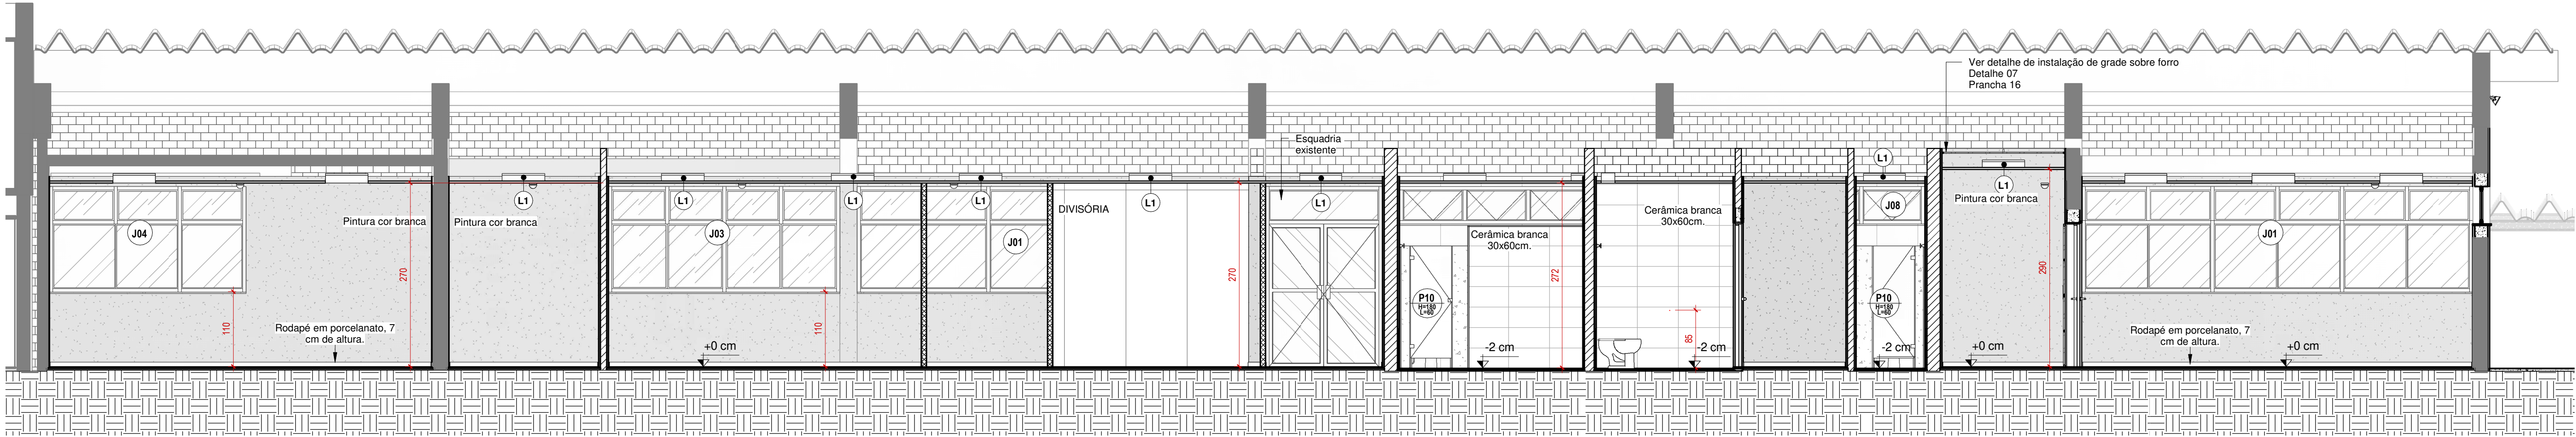 Ver detalhe de instalação de grade sobre forro
Detalhe 07
Prancha 16
Esquadria
existente
L1
L1
L1
L1
L1
L1
L1
L1
L1
J04
Pintura cor branca
Pintura cor branca
J03
J01
DIVISÓRIA
Cerâmica branca
30x60cm.
Cerâmica branca
30x60cm.
J08
Pintura cor branca
J01
270
110
110
270
272
85
290
P10
H=180
L=60
P10
H=180
L=60
Rodapé em porcelanato, 7
cm de altura.
+0 cm
-2 cm
-2 cm
-2 cm
+0 cm
Rodapé em porcelanato, 7
cm de altura.
+0 cm